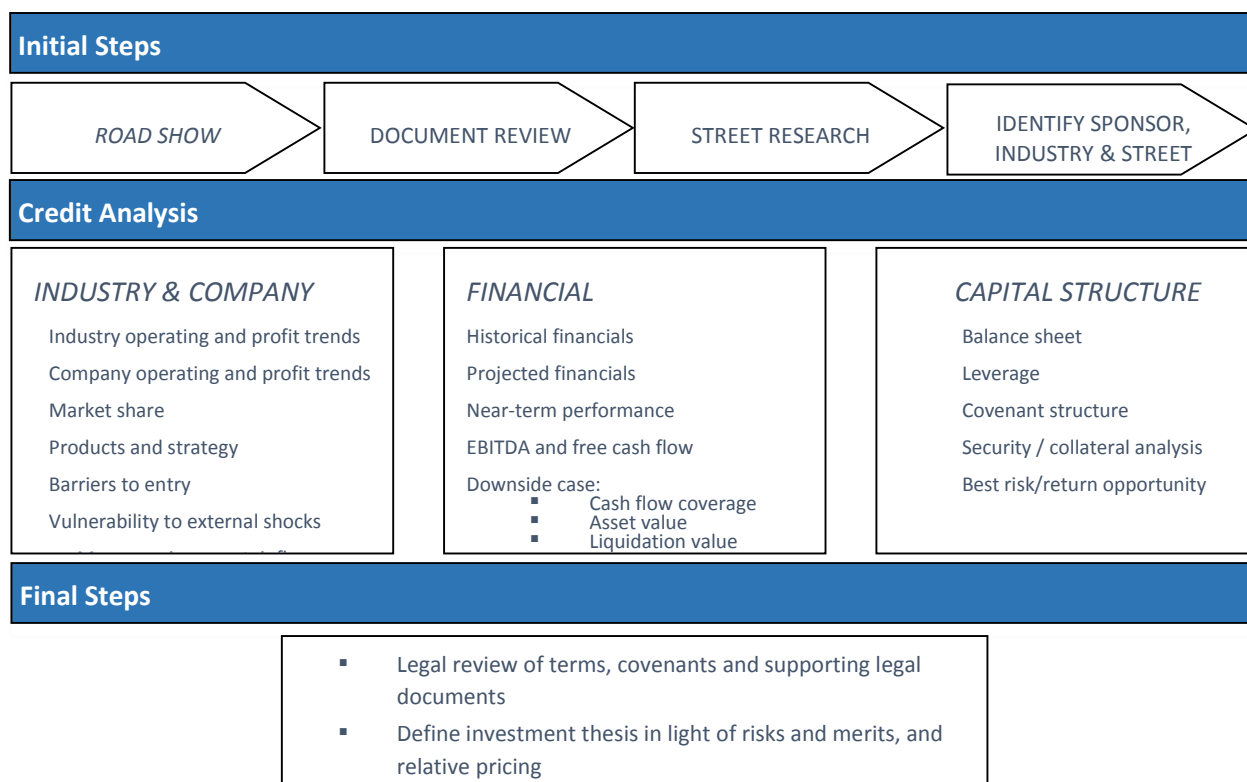 Initial Steps
ROAD SHOW
DOCUMENT REVIEW
STREET RESEARCH
IDENTIFY SPONSOR,
INDUSTRY & STREET
Credit Analysis
INDUSTRY & COMPANY
Industry operating and profit trends
Company operating and profit trends
Market share
Products and strategy
Barriers to entry
Vulnerability to external shocks
FINANCIAL
Historical financials
Projected financials
Near-term performance
EBITDA and free cash flow
Downside case:
▪ Cash flow coverage
▪ Asset value
▪ Liquidation value
CAPITAL STRUCTURE
Balance sheet
Leverage
Covenant structure
Security / collateral analysis
Best risk/return opportunity
Final Steps
▪ Legal review of terms, covenants and supporting legal
documents
▪ Define investment thesis in light of risks and merits, and
relative pricing